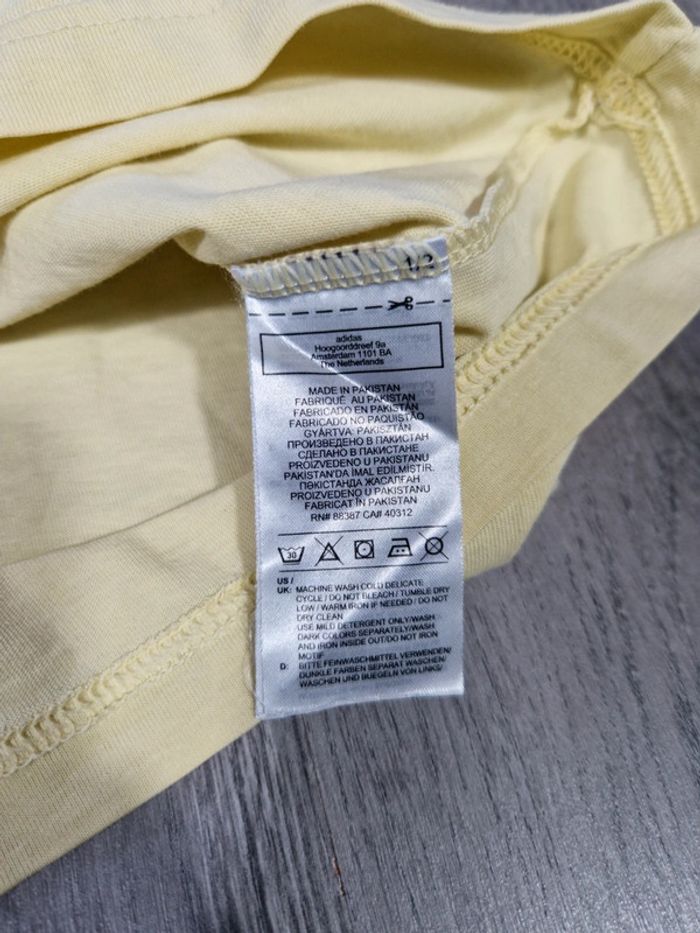 1/2
adidas
Hoogoorddreef 9a
Amsterdam 1101 BA
The Netherlands
MADE IN PAKISTAN
FABRIQUÉ AU PAKISTAN
FABRICADO EN PAKISTÁN
FABRICADO NO PAQUISTÃO
GYÁRTVA: PAKISZTÁN
ПРОИЗВЕДЕНО В ПАКИСТАН
СДЕЛАНО В ПАКИСТАНЕ
PROIZVEDENO U PAKISTANU
PAKISTAN'DA İMAL EDİLMİŞTİR.
ПӘКІСТАНДА ЖАСАЛҒАН
PROIZVEDENO U PAKISTANU
FABRICAT ÎN PAKISTAN
RN# 88387 CA# 40312
30
US /
UK: MACHINE WASH COLD DELICATE
CYCLE / DO NOT BLEACH / TUMBLE DRY
LOW / WARM IRON IF NEEDED / DO NOT
DRY CLEAN
USE MILD DETERGENT ONLY/WASH
DARK COLORS SEPARATELY/WASH
AND IRON INSIDE OUT/DO NOT IRON
MOTIF
D: BITTE FEINWASCHMITTEL VERWENDEN/
DUNKLE FARBEN SEPARAT WASCHEN/
WASCHEN UND BUEGELN VON LINKS/